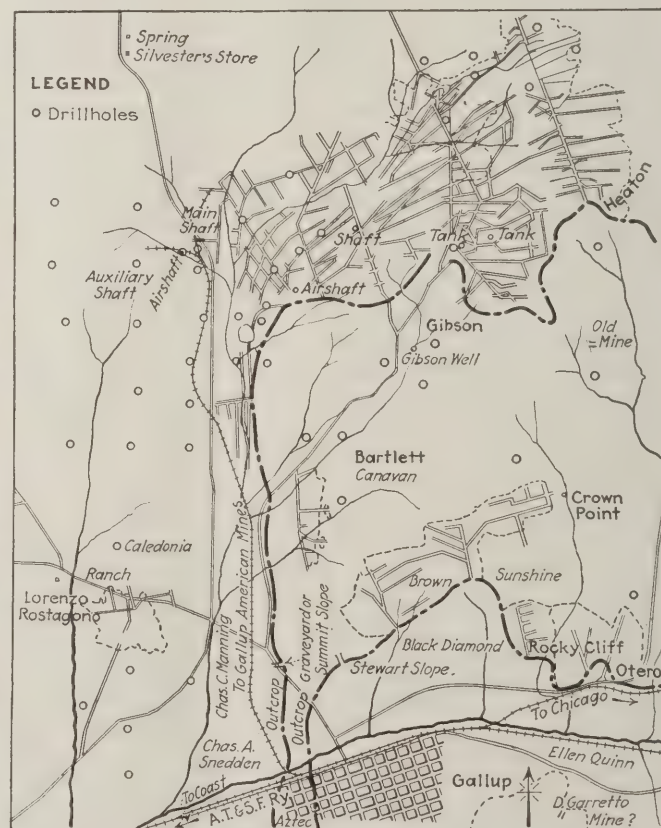 Spring
Silvester's Store
LEGEND
Drillholes
Heaton
Main
Shaft
Shaft
Tank
Tank
Auxiliary
Shaft
Airshaft
Airshaft
Gibson
Gibson Well
Old
Mine
Bartlett
Canavan
Crown
Point
Caledonia
Ranch
Lorenzo
Rostagono
Brown
Sunshine
Chas. C. Manning
To Gallup American Mines
Graveyard or
Summit Slope
Black Diamond
Rocky Cliff
Otero
Stewart Slope.
Outcrop
Outcrop
To Chicago
Chas. A.
Snedden
Ellen Quinn
To Coast
A.T.G.S.F. Ry.
Gallup
Aztec
D. Garretto
Mine?